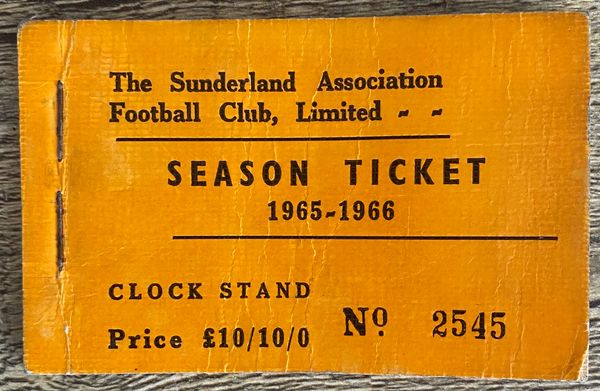 The Sunderland Association
Football Club, Limited - -
SEASON TICKET
1965-1966
CLOCK STAND
Price £10/10/0
Nº 2545